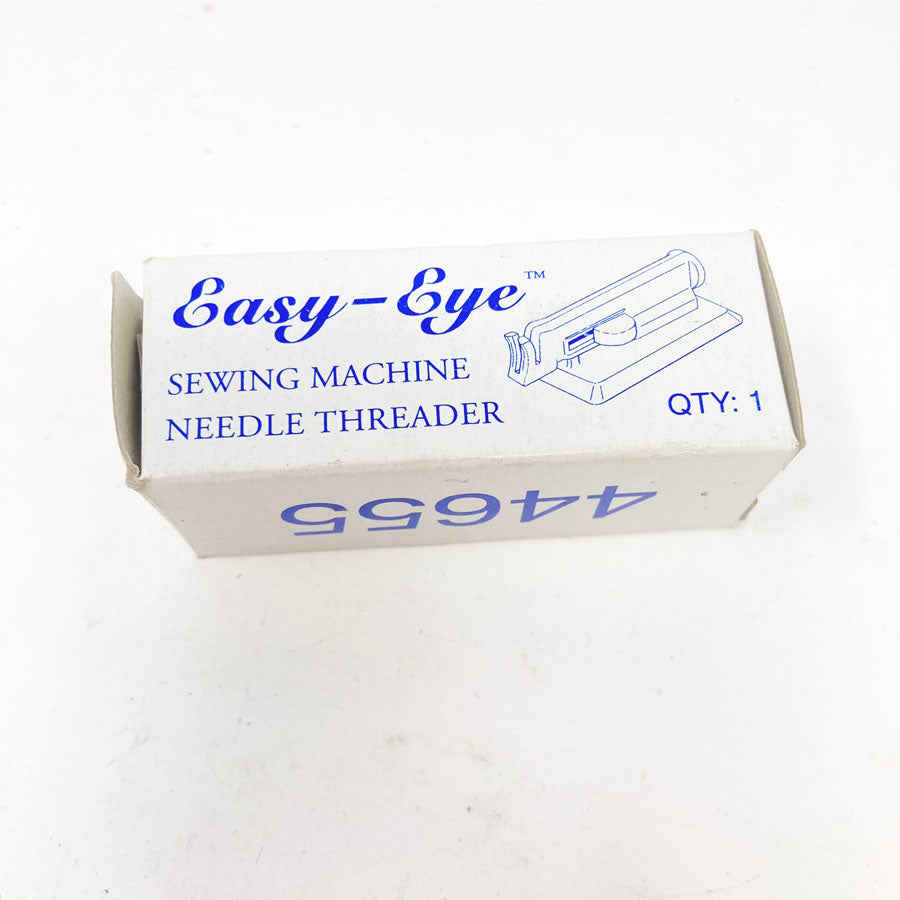 Easy-Eye™
SEWING MACHINE
NEEDLE THREADER
QTY: 1
44655